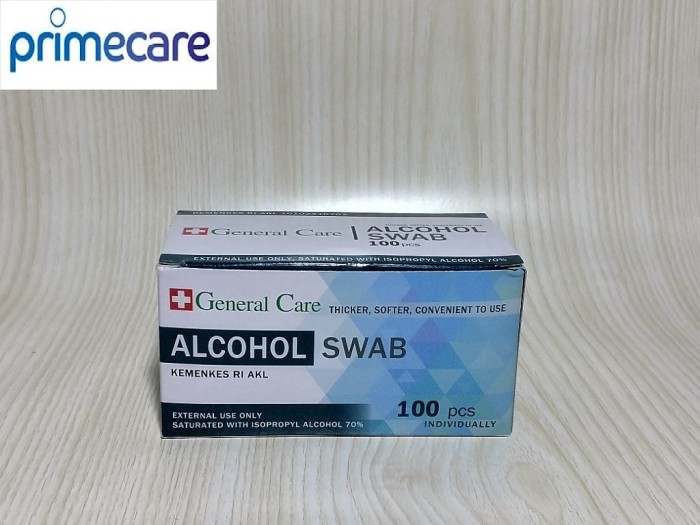 primecare
General Care
ALCOHOL
SWAB
100 pcs
EXTERNAL USE ONLY, SATURATED WITH ISOPROPYL ALCOHOL 70%
General Care THICKER, SOFTER, CONVENIENT TO USE
ALCOHOL SWAB
KEMENKES RI AKL
EXTERNAL USE ONLY
SATURATED WITH ISOPROPYL ALCOHOL 70%
100 pcs
INDIVIDUALLY